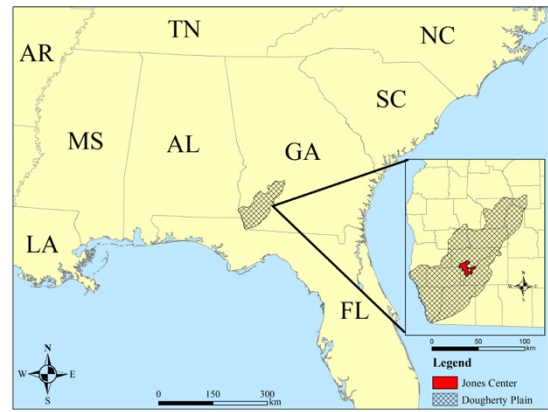 TN
NC
AR
SC
MS
AL
GA
LA
FL
N
W E
S
0 150 300
km
N
W E
S
0 50 100
km
Legend
Jones Center
Dougherty Plain